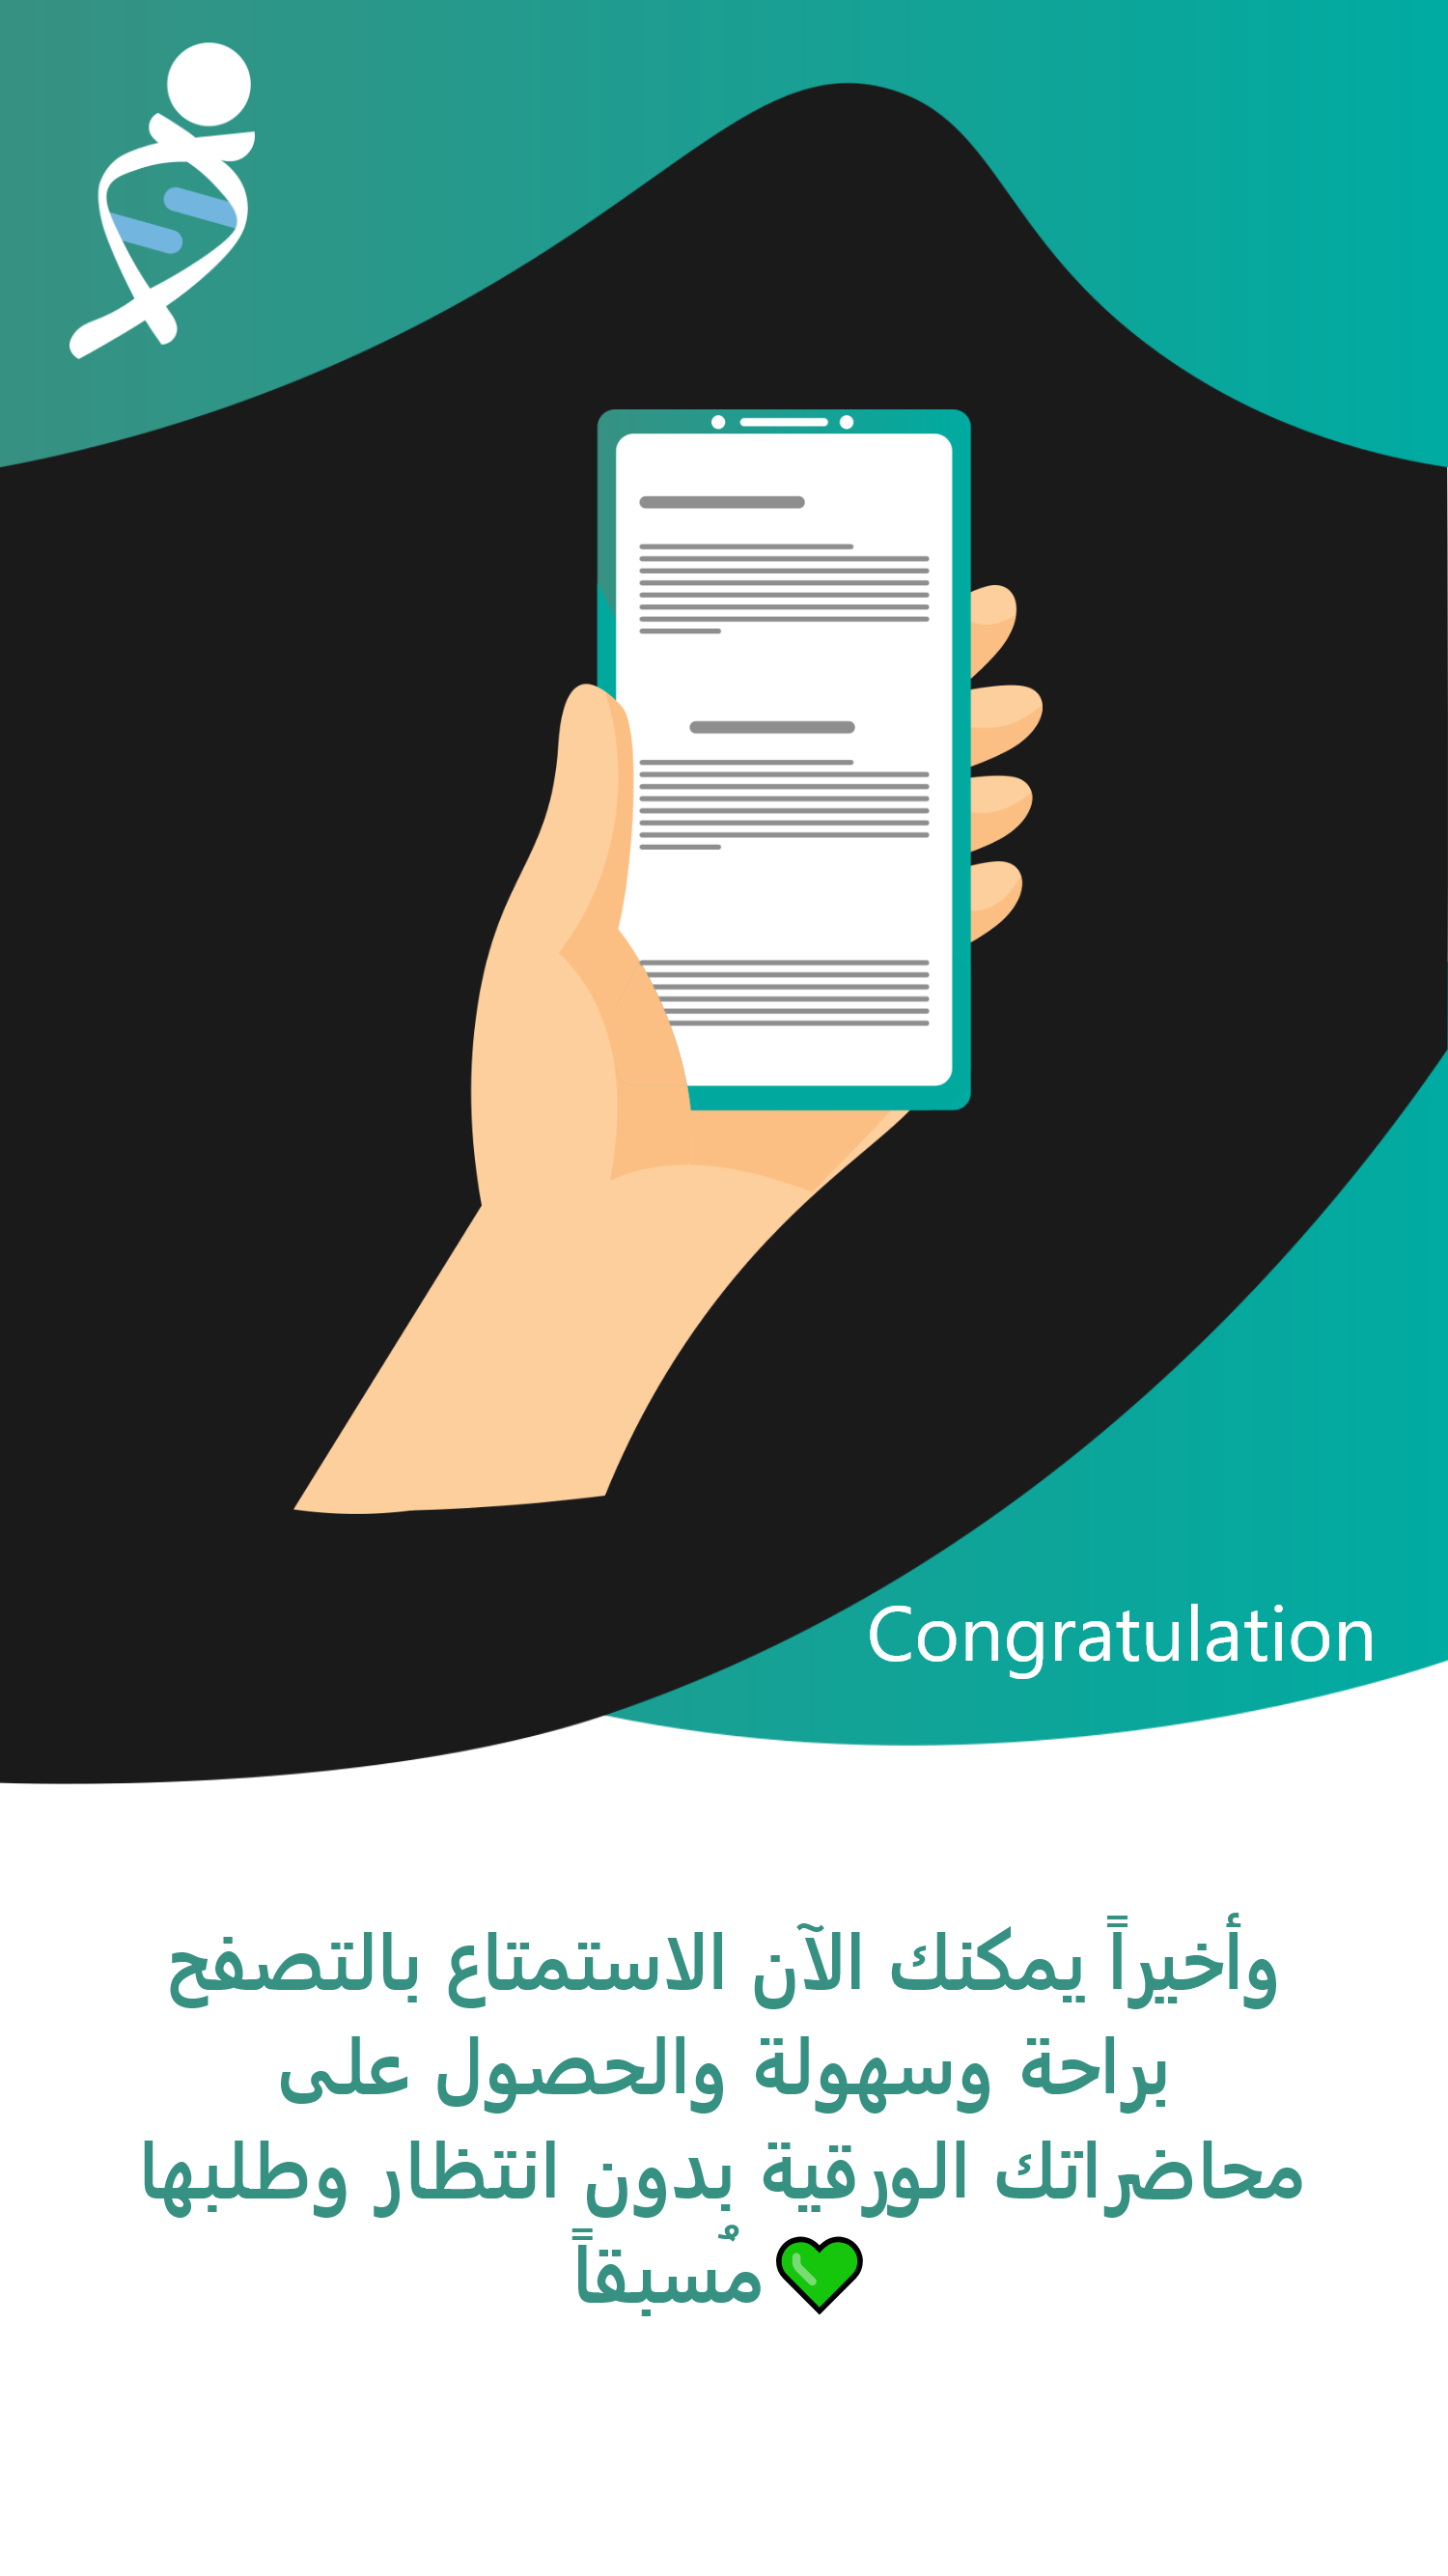 Congratulation
وأخيراً يمكنك الآن الاستمتاع بالتصفح
براحة وسهولة والحصول على
محاضراتك الورقية بدون انتظار وطلبها
مُسبقاً💚